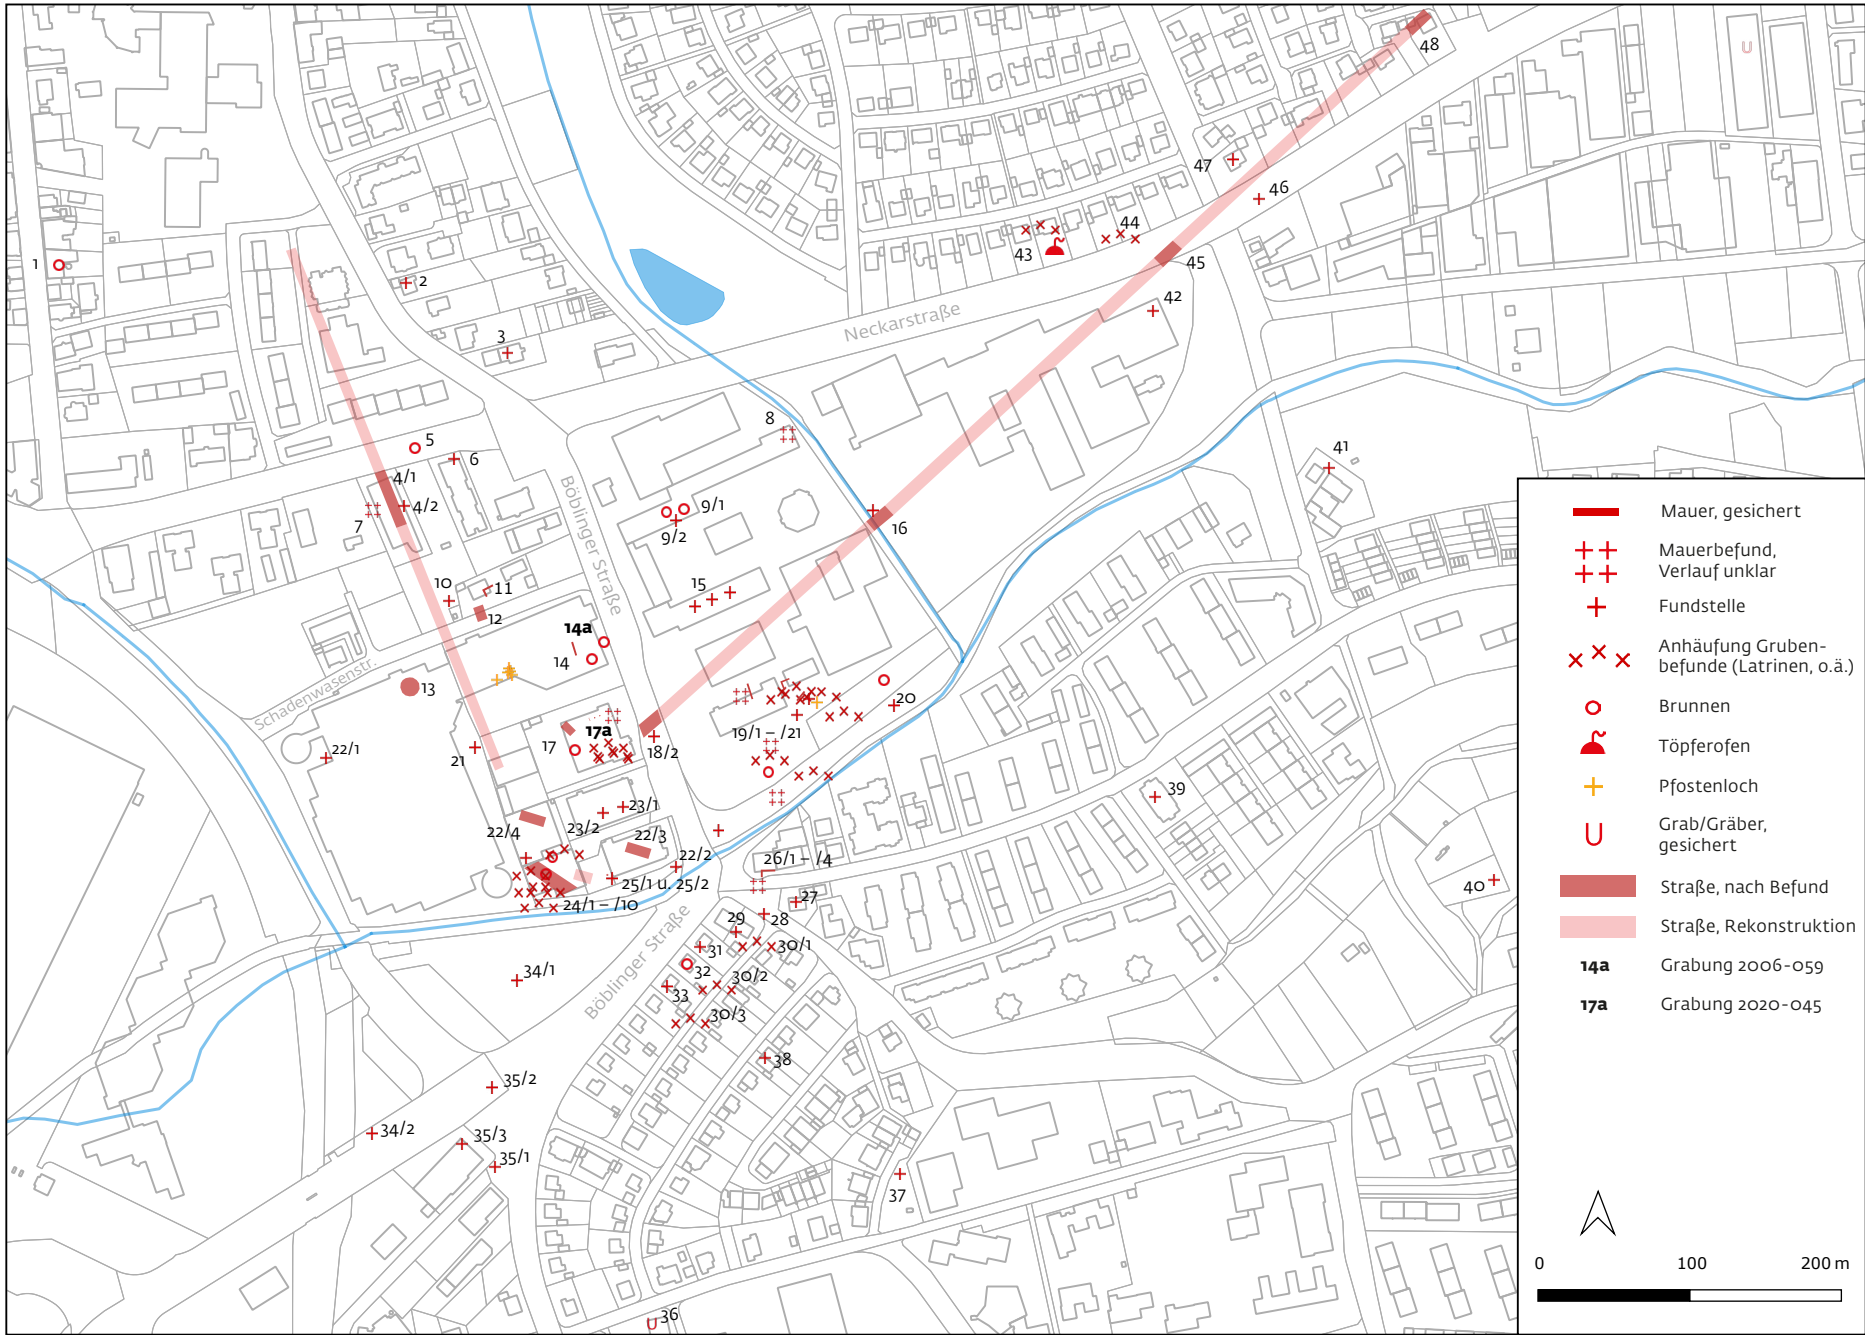 48
47
46
44
43
45
1
2
42
3
Neckarstraße
8
5
6
41
4/1
4/2
7
Böblinger Straße
9/1
9/2
16
10
11
12
15
14a
14
Schadenwasenstr.
13
20
17a
17
18/2
19/1 – /21
22/1
21
39
23/1
22/4
23/2
22/3
22/2
26/1 – /4
25/1 u. 25/2
40
27
24/1 – /10
28
29
Böblinger Straße
31
30/1
32
30/2
34/1
33
30/3
38
35/2
34/2
35/3
35/1
37
36
Mauer, gesichert
Mauerbefund,
Verlauf unklar
Fundstelle
Anhäufung Gruben-
befunde (Latrinen, o.ä.)
Brunnen
Töpferofen
Pfostenloch
Grab/Gräber,
gesichert
Straße, nach Befund
Straße, Rekonstruktion
14a Grabung 2006-059
17a Grabung 2020-045
0 100 200 m